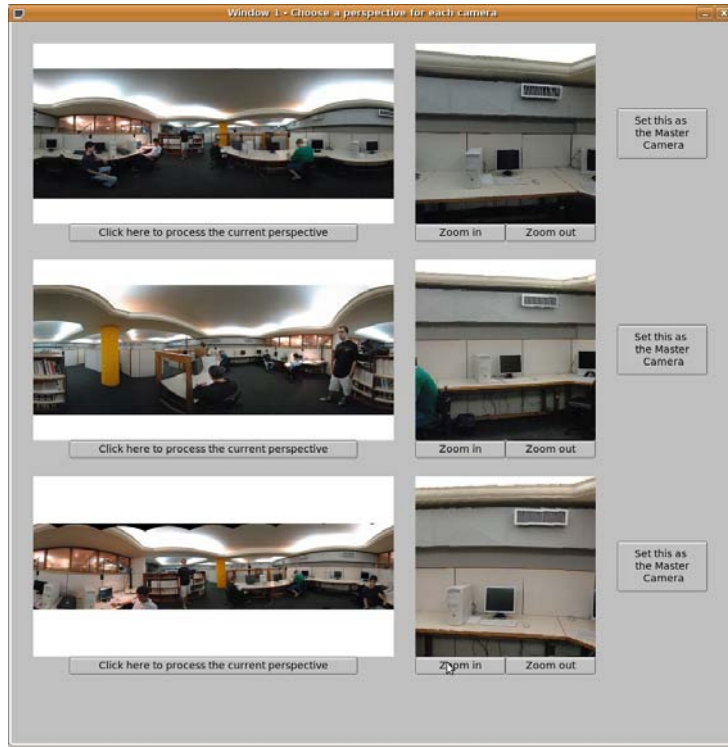 Window 1 • Choose a perspective for each camera
Set this as
the Master
Camera
Click here to process the current perspective
Zoom in
Zoom out
Set this as
the Master
Camera
Click here to process the current perspective
Zoom in
Zoom out
Set this as
the Master
Camera
Click here to process the current perspective
Zoom in
Zoom out